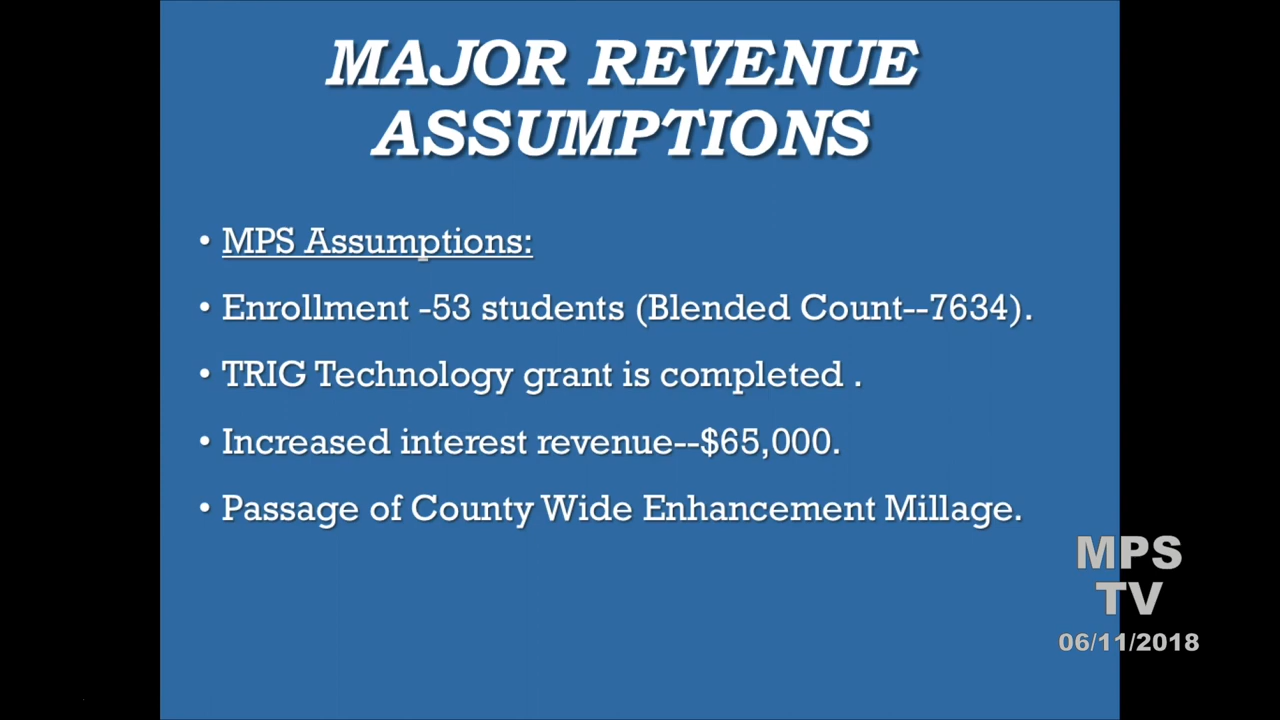 MAJOR REVENUE
ASSUMPTIONS
• MPS Assumptions:
• Enrollment -53 students (Blended Count--7634).
• TRIG Technology grant is completed .
• Increased interest revenue--$65,000.
• Passage of County Wide Enhancement Millage.
MPS
TV
06/11/2018